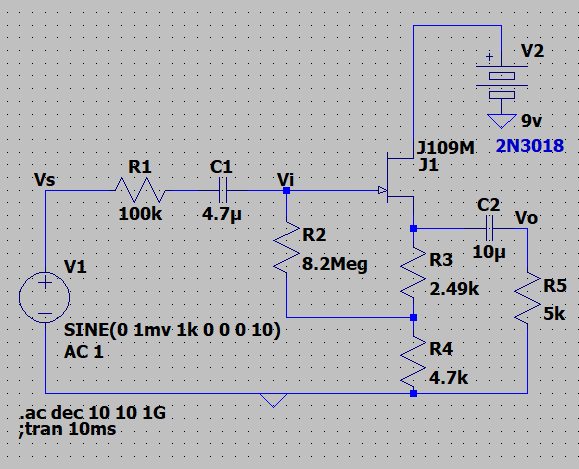 V2
+
9v
2N3018
J109M
J1
R1
C1
Vs
Vi
100k
4.7µ
C2
Vo
10µ
R2
8.2Meg
R3
2.49k
R5
5k
V1
+
SINE(0 1mv 1k 0 0 0 10)
AC 1
R4
4.7k
.ac dec 10 10 1G
;tran 10ms